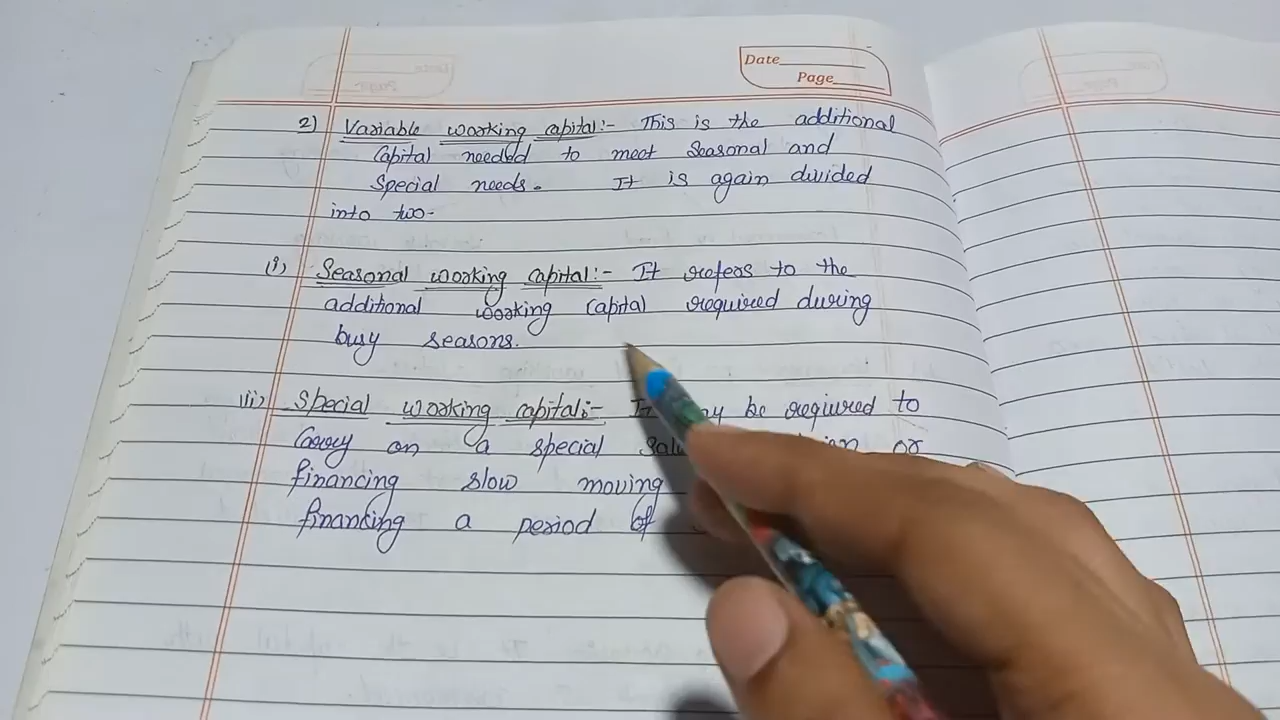 Date
Page
2) Variable working capital:- This is the additional
Capital needed to meet Seasonal and
Special needs. It is again divided
into two.
(i) Seasonal working capital:- It refers to the
additional working capital required during
busy seasons.
(ii) Special working capital:- It be reqiured to
Carry on a special or
financing slow moving
financing a period of